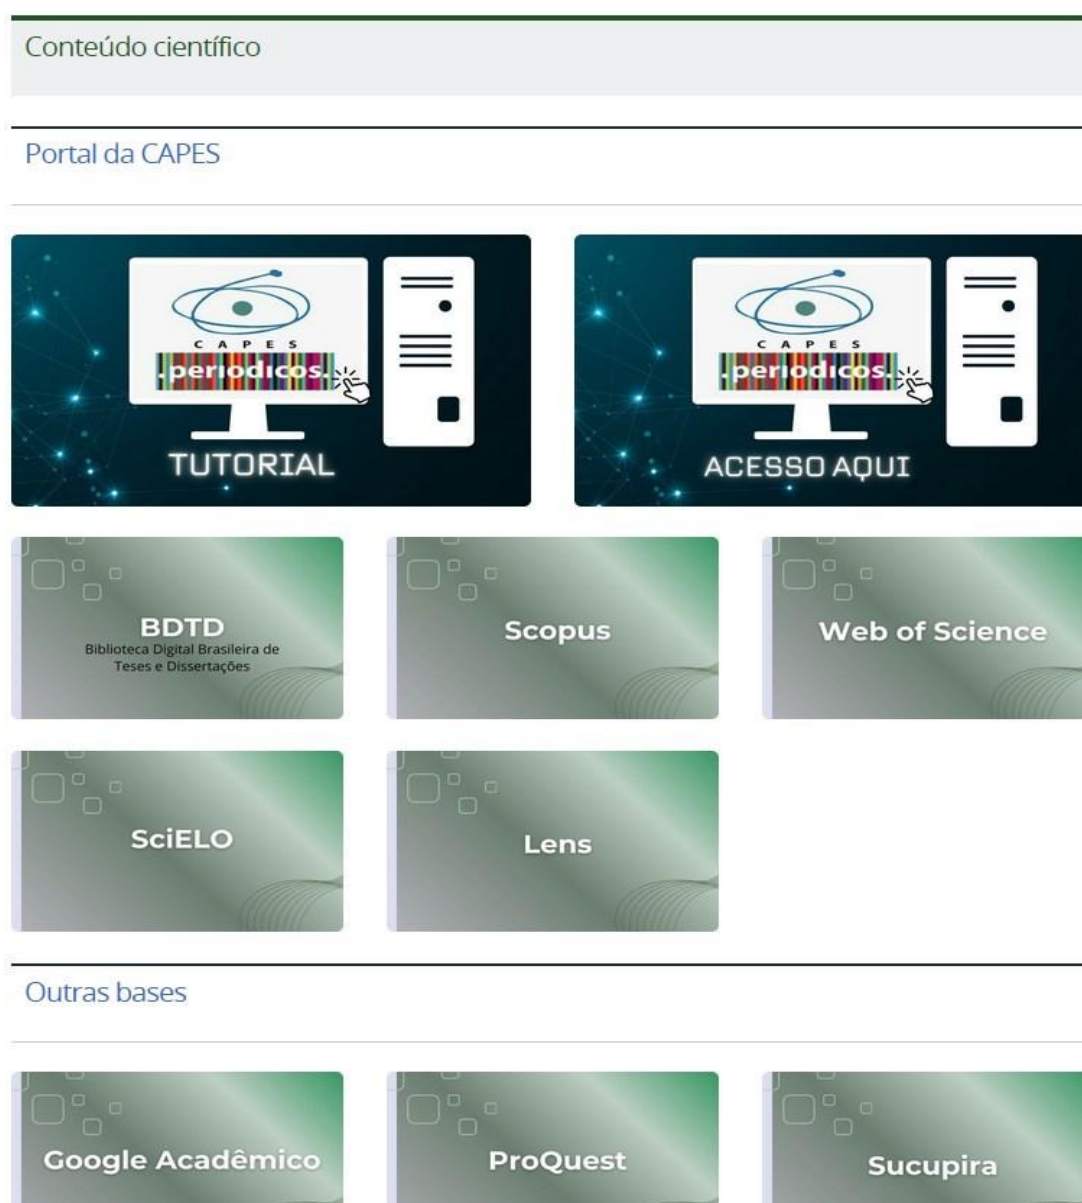 Conteúdo científico
Portal da CAPES
CAPES
.periodicos.
TUTORIAL
CAPES
.periodicos.
ACESSO AQUI
BDTD
Biblioteca Digital Brasileira de
Teses e Dissertações
Scopus
Web of Science
SciELO
Lens
Outras bases
Google Acadêmico
ProQuest
Sucupira